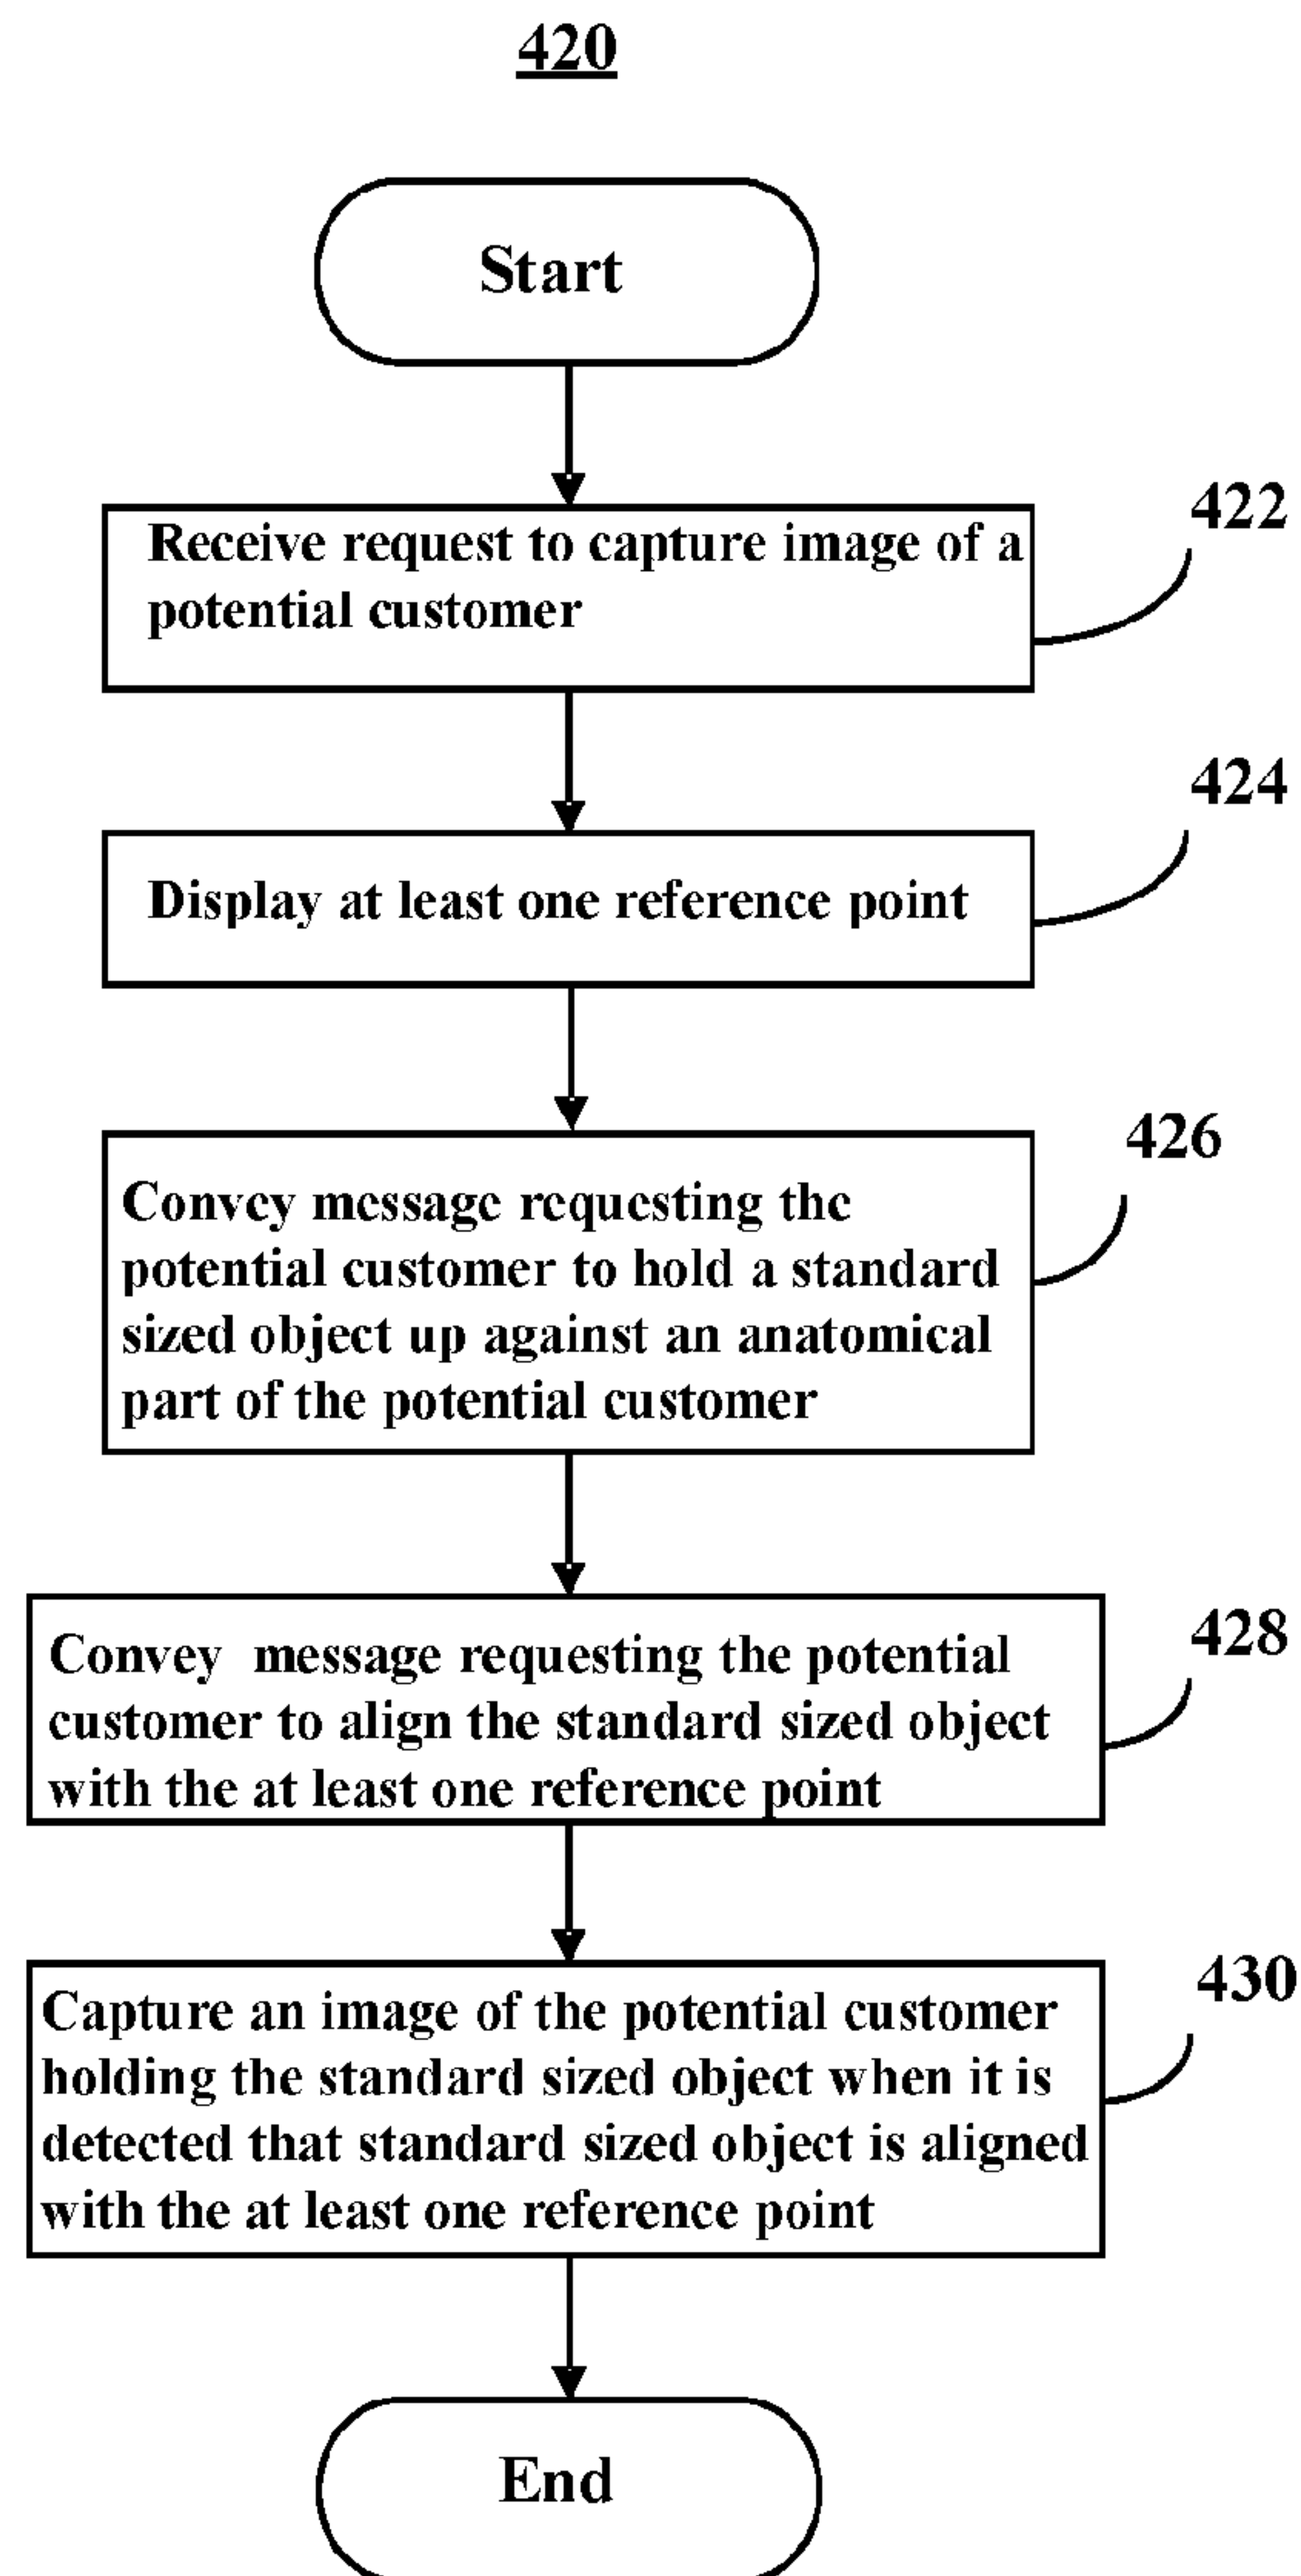 420
Start
Receive request to capture image of a
potential customer
422
Display at least one reference point
424
Convey message requesting the
potential customer to hold a standard
sized object up against an anatomical
part of the potential customer
426
Convey message requesting the potential
customer to align the standard sized object
with the at least one reference point
428
Capture an image of the potential customer
holding the standard sized object when it is
detected that standard sized object is aligned
with the at least one reference point
430
End